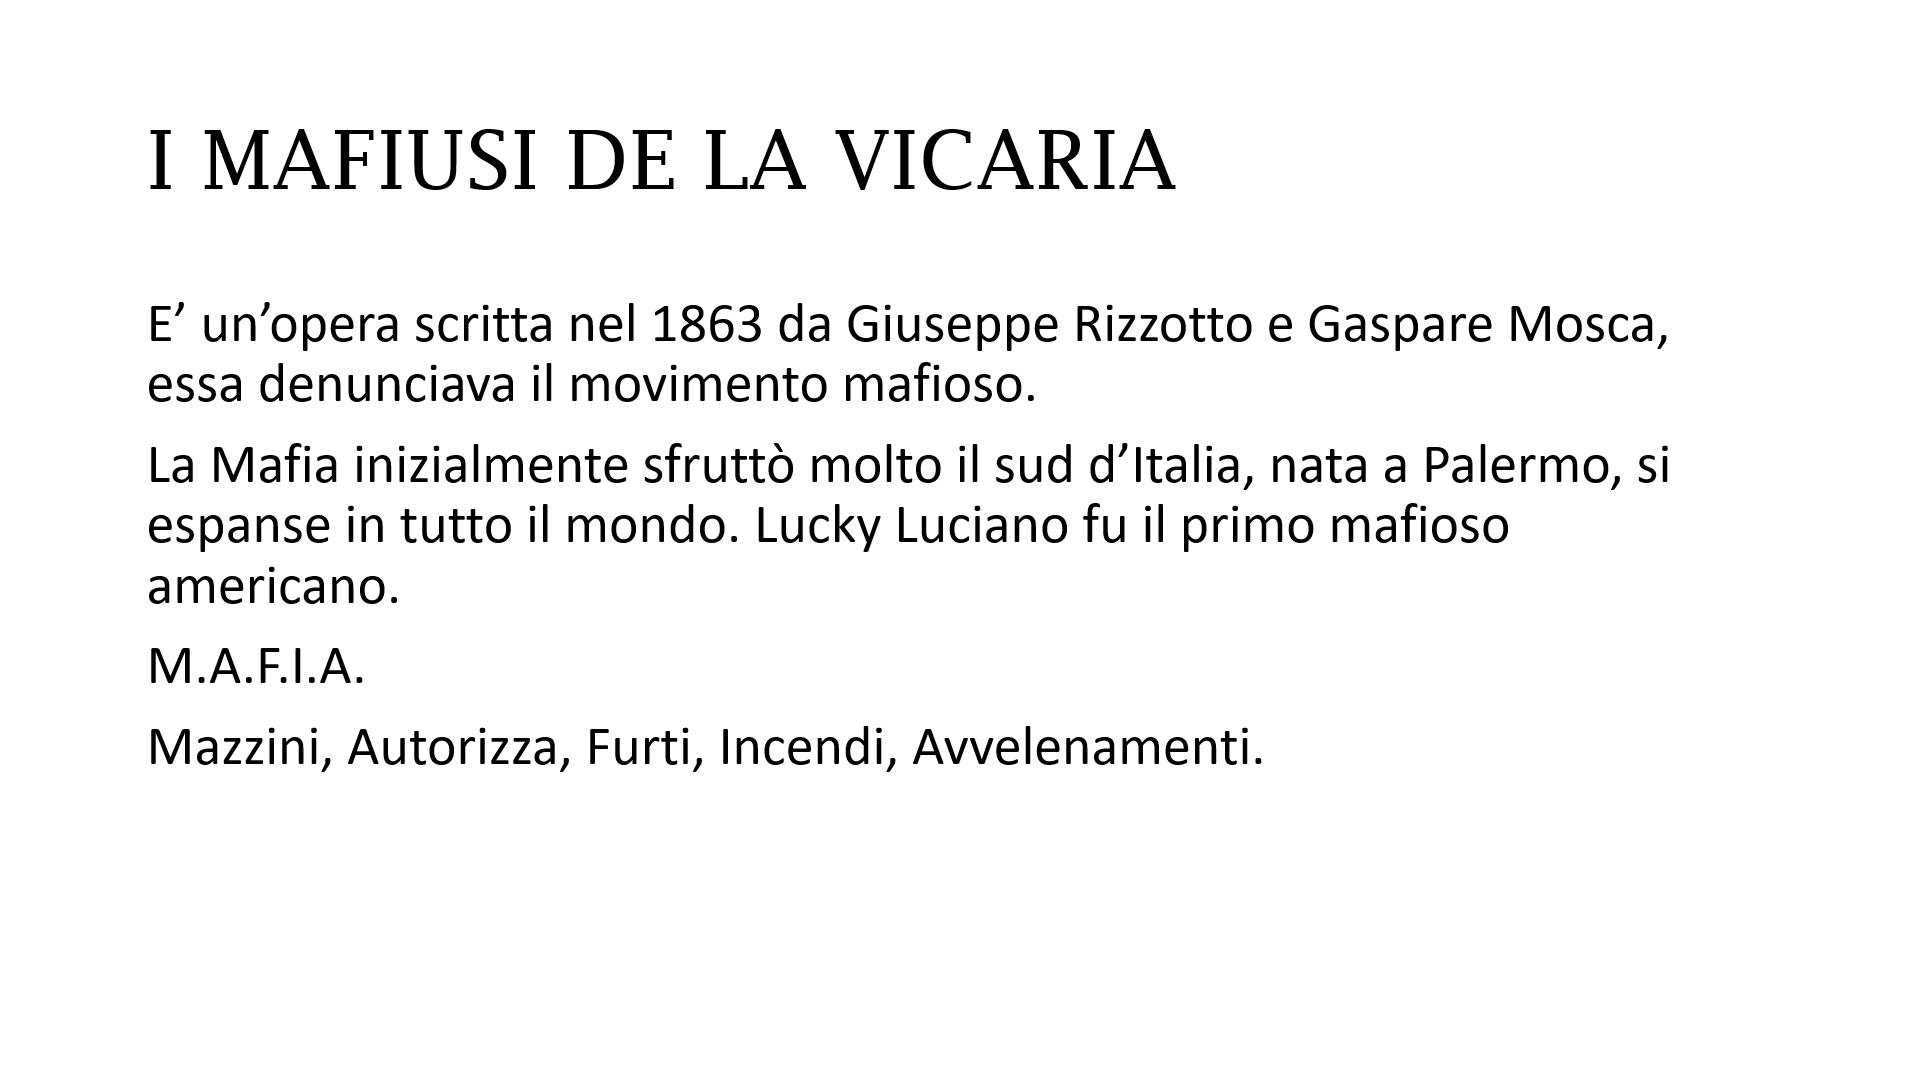 I MAFIUSI DE LA VICARIA
E’ un’opera scritta nel 1863 da Giuseppe Rizzotto e Gaspare Mosca,
essa denunciava il movimento mafioso.
La Mafia inizialmente sfruttò molto il sud d’Italia, nata a Palermo, si
espanse in tutto il mondo. Lucky Luciano fu il primo mafioso
americano.
M.A.F.I.A.
Mazzini, Autorizza, Furti, Incendi, Avvelenamenti.